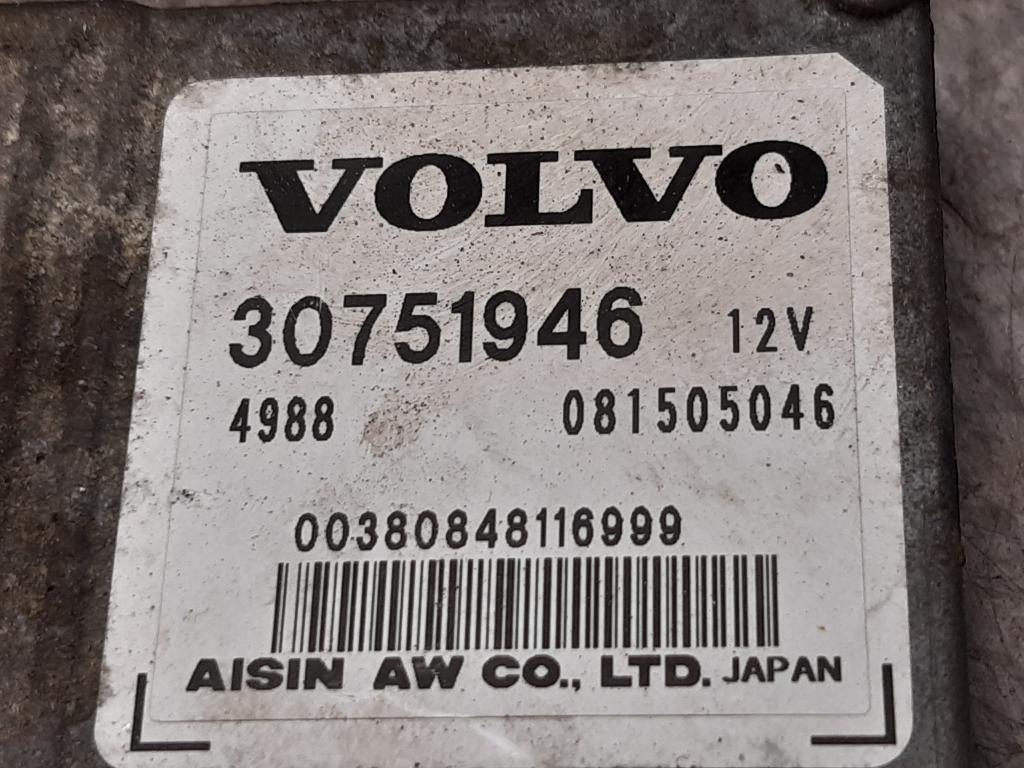 VOLVO
30751946 12V
4988 081505046
00380848116999
AISIN AW CO., LTD. JAPAN